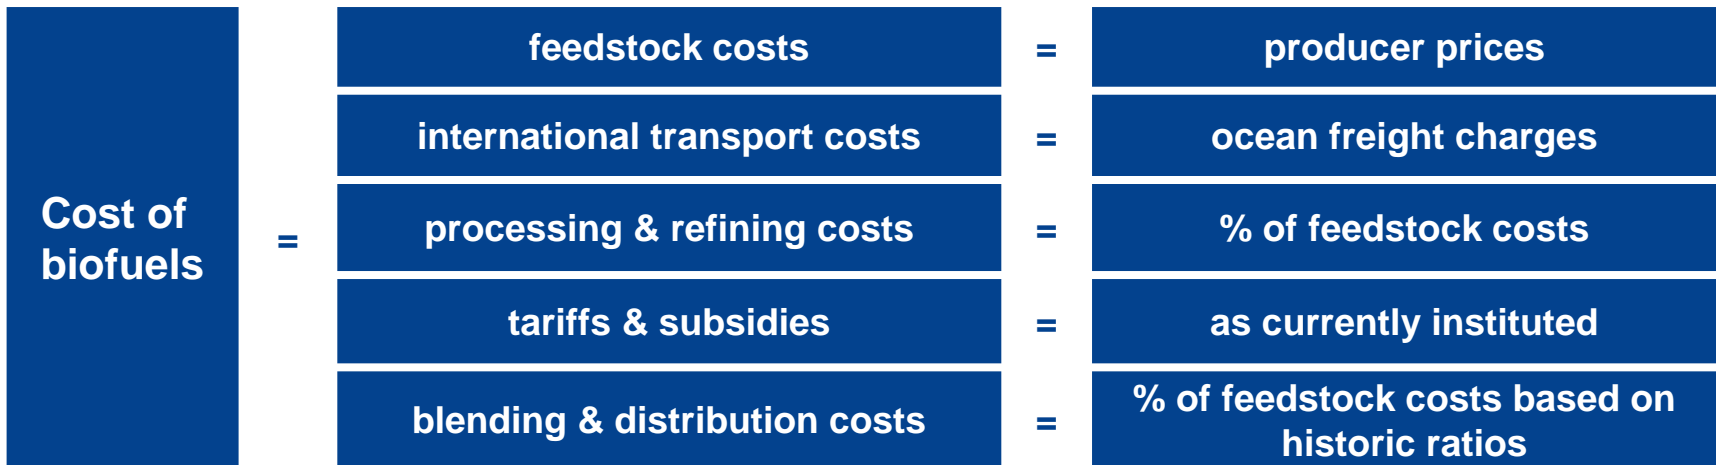 Cost of
biofuels
=
feedstock costs
=
producer prices
international transport costs
=
ocean freight charges
processing & refining costs
=
% of feedstock costs
tariffs & subsidies
=
as currently instituted
blending & distribution costs
=
% of feedstock costs based on
historic ratios